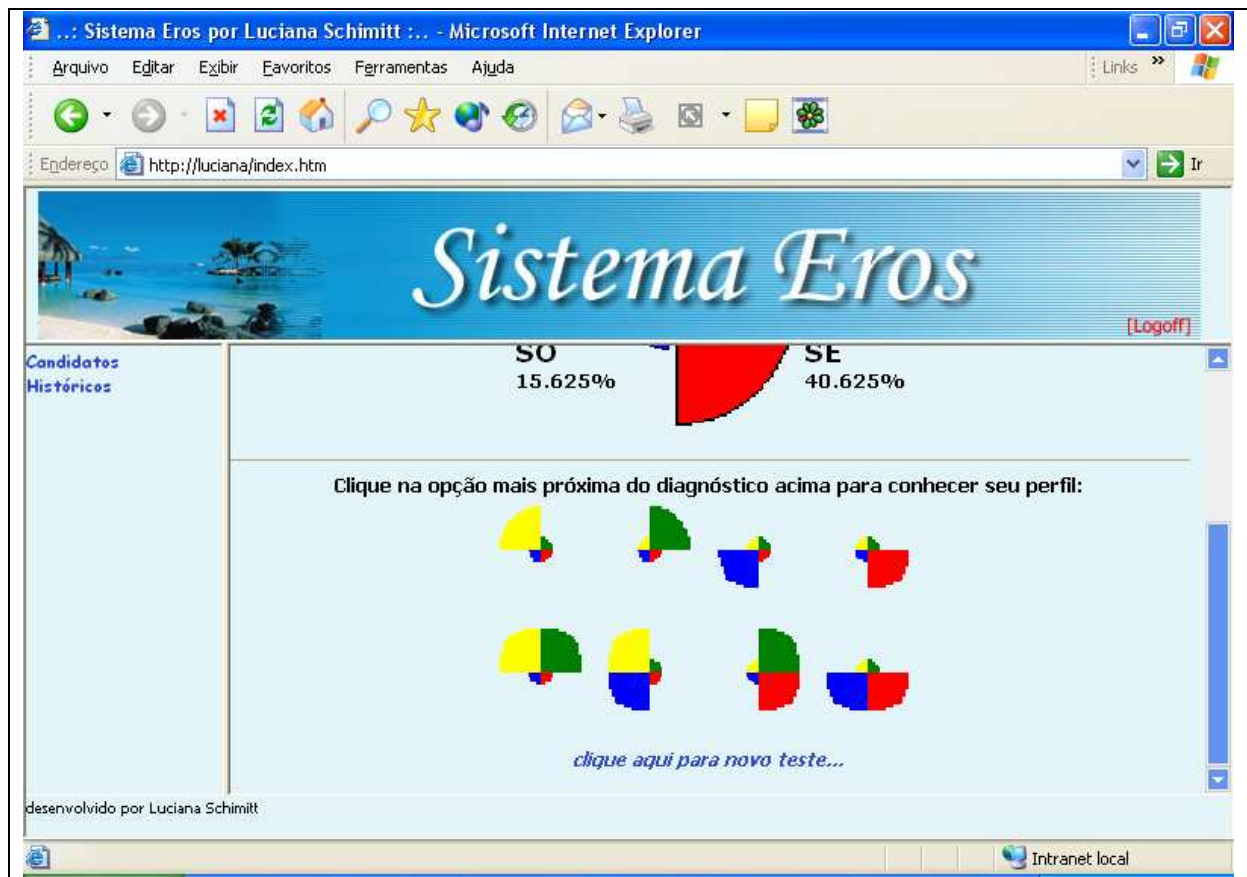 ..: Sistema Eros por Luciana Schimitt :.. - Microsoft Internet Explorer
Arquivo Editar Exibir Favoritos Ferramentas Ajuda Links »
Endereço http://luciana/index.htm Ir
Sistema Eros
[Logoff]
Candidatos
Históricos
SO SE
15.625% 40.625%
Clique na opção mais próxima do diagnóstico acima para conhecer seu perfil:
clique aqui para novo teste...
desenvolvido por Luciana Schimitt
Intranet local